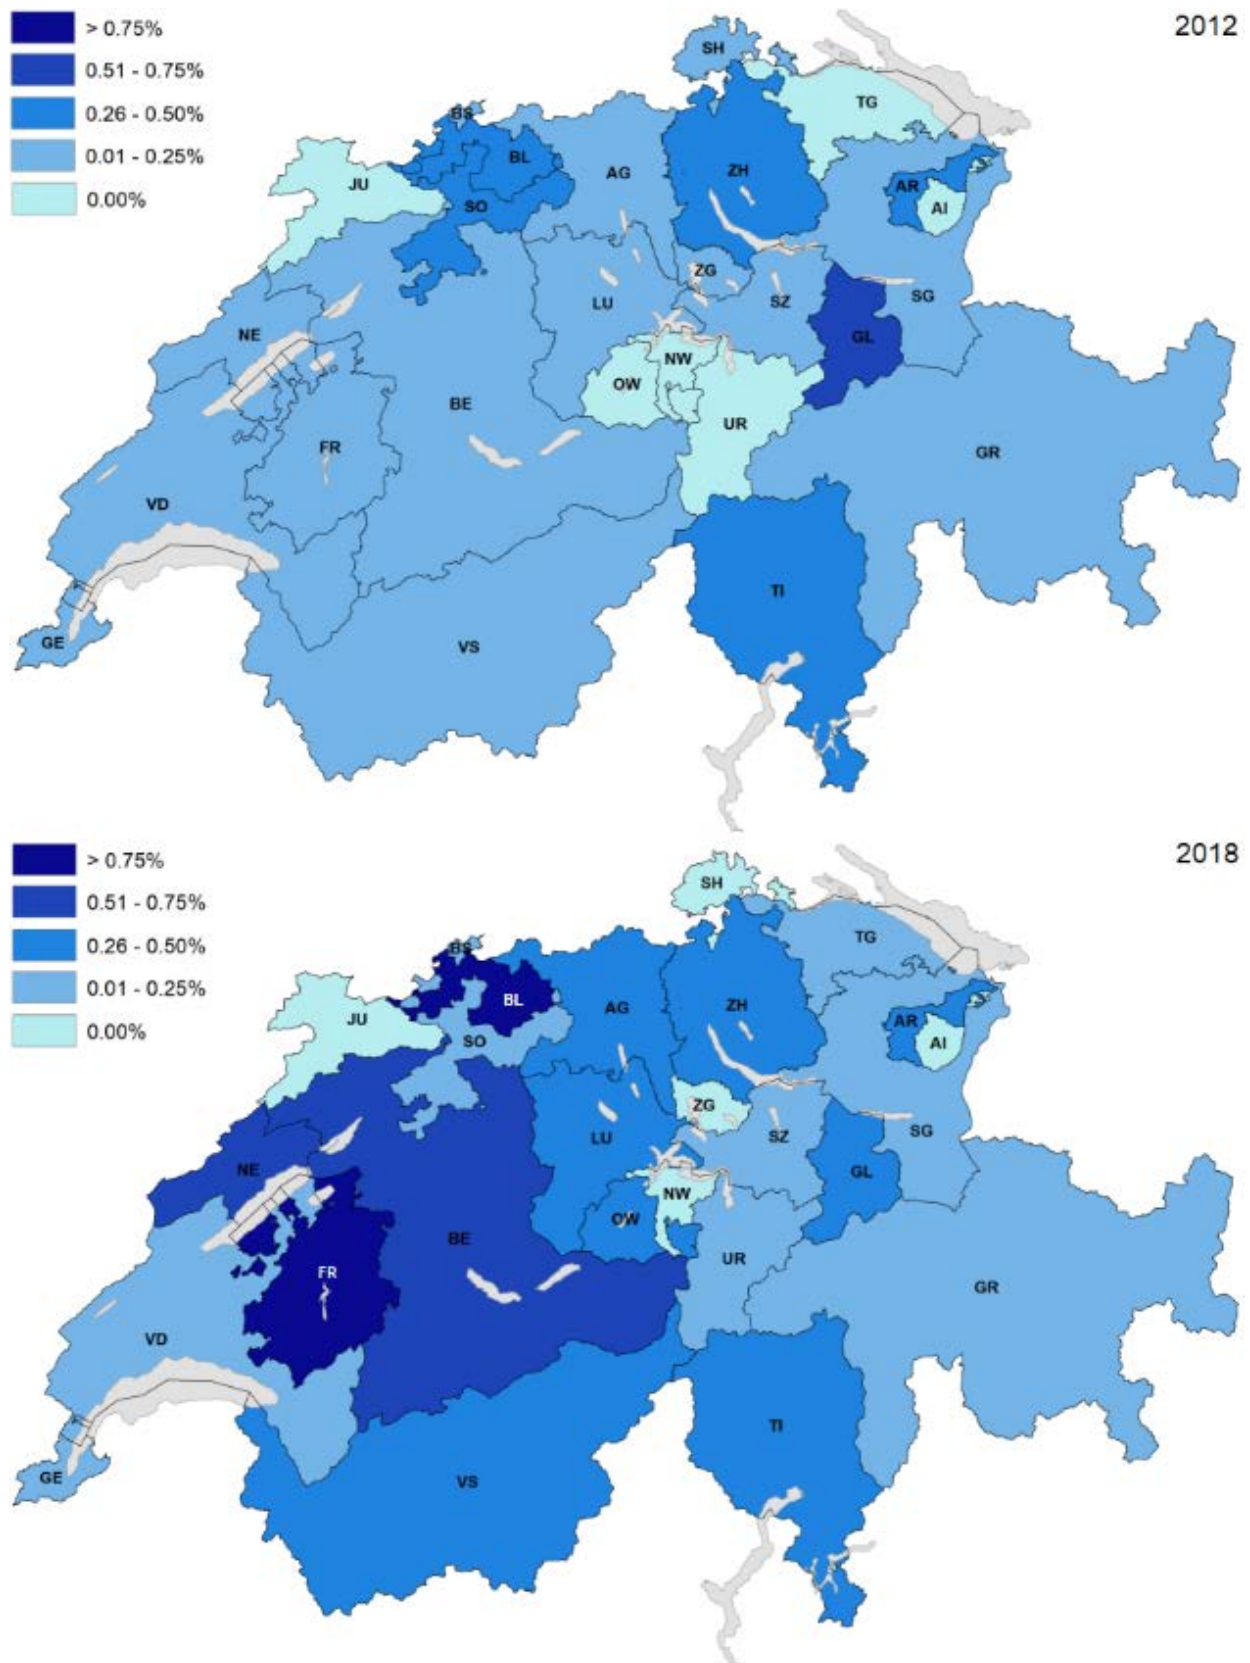 > 0.75%
2012
0.51 - 0.75%
0.26 - 0.50%
0.01 - 0.25%
0.00%
SH
TG
BS
BL
AG
ZH
JU
SO
AR
AI
ZG
LU
SZ
SG
NE
GL
NW
OW
BE
UR
FR
GR
VD
TI
GE
VS
> 0.75%
2018
0.51 - 0.75%
0.26 - 0.50%
0.01 - 0.25%
0.00%
SH
TG
BS
BL
AG
ZH
JU
SO
AR
AI
ZG
LU
SZ
SG
NE
GL
NW
OW
BE
UR
FR
GR
VD
TI
GE
VS